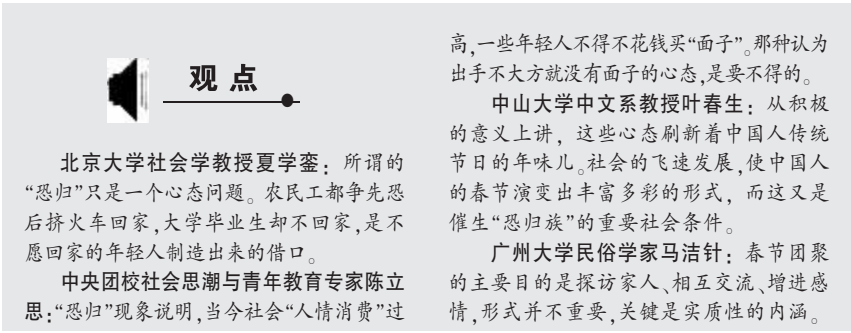 观点
北京大学社会学教授夏学銮：所谓的
“恐归”只是一个心态问题。农民工都争先恐
后挤火车回家,大学毕业生却不回家,是不
愿回家的年轻人制造出来的借口。
中央团校社会思潮与青年教育专家陈立
思:“恐归”现象说明,当今社会“人情消费”过
高,一些年轻人不得不花钱买“面子”。那种认为
出手不大方就没有面子的心态,是要不得的。
中山大学中文系教授叶春生：从积极
的意义上讲，这些心态刷新着中国人传统
节日的年味儿。社会的飞速发展,使中国人
的春节演变出丰富多彩的形式，而这又是
催生“恐归族”的重要社会条件。
广州大学民俗学家马洁针：春节团聚
的主要目的是探访家人、相互交流、增进感
情,形式并不重要,关键是实质性的内涵。